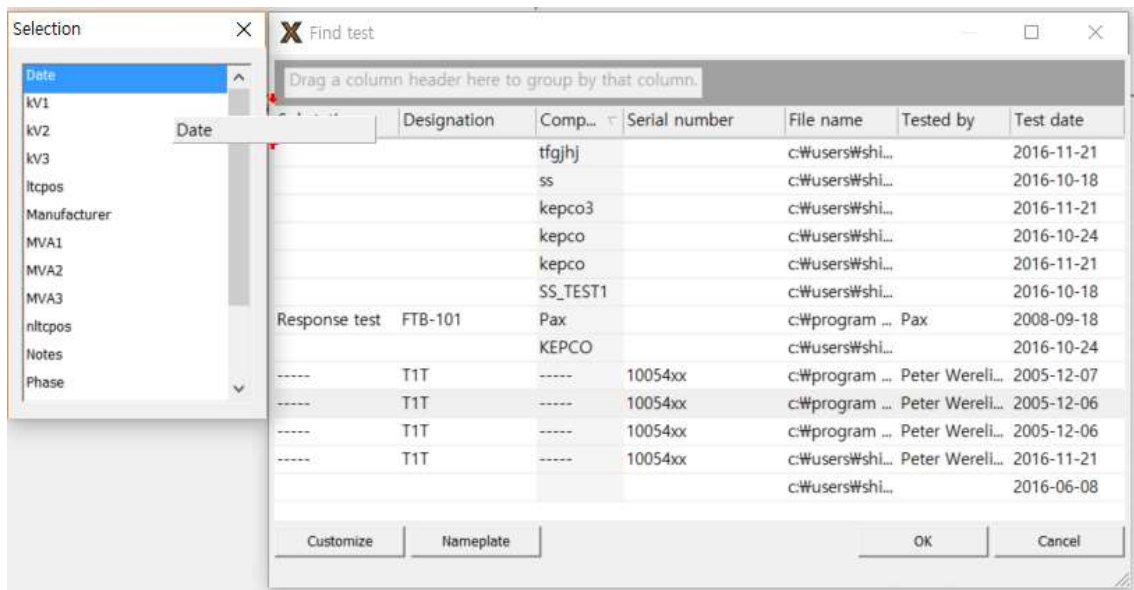 Selection
Date
kV1
kV2
kV3
ltcpos
Manufacturer
MVA1
MVA2
MVA3
nltcpos
Notes
Phase
Date
Find test
Drag a column header here to group by that column.
Designation Comp... Serial number File name Tested by Test date
tfgjhj c:₩users₩shi... 2016-11-21
ss c:₩users₩shi... 2016-10-18
kepco3 c:₩users₩shi... 2016-11-21
kepco c:₩users₩shi... 2016-10-24
kepco c:₩users₩shi... 2016-11-21
SS_TEST1 c:₩users₩shi... 2016-10-18
Response test FTB-101 Pax c:₩program ... Pax 2008-09-18
KEPCO c:₩users₩shi... 2016-10-24
----- T1T ----- 10054xx c:₩program ... Peter Wereli... 2005-12-07
----- T1T ----- 10054xx c:₩program ... Peter Wereli... 2005-12-06
----- T1T ----- 10054xx c:₩program ... Peter Wereli... 2005-12-06
----- T1T ----- 10054xx c:₩users₩shi... Peter Wereli... 2016-11-21
c:₩users₩shi... 2016-06-08
Customize Nameplate OK Cancel